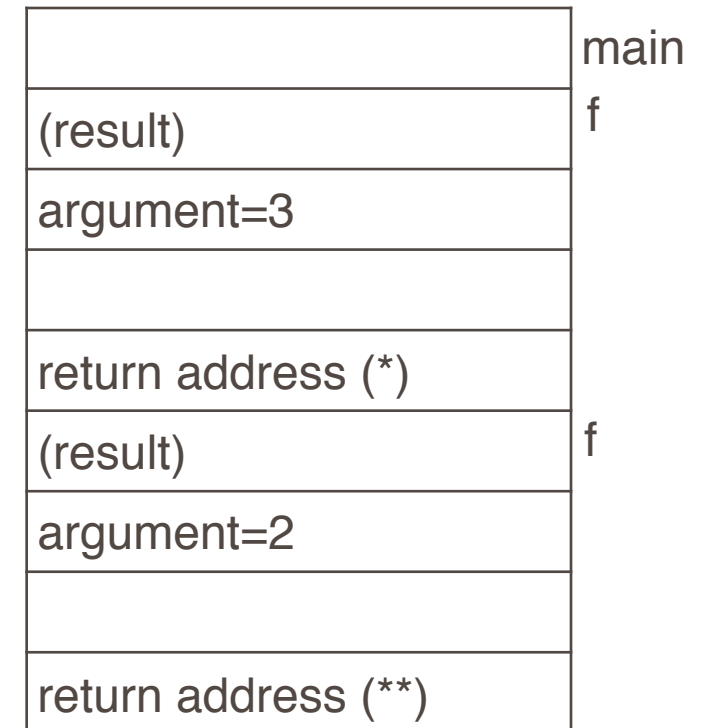 main
(result)
f
argument=3
return address (*)
(result)
f
argument=2
return address (**)